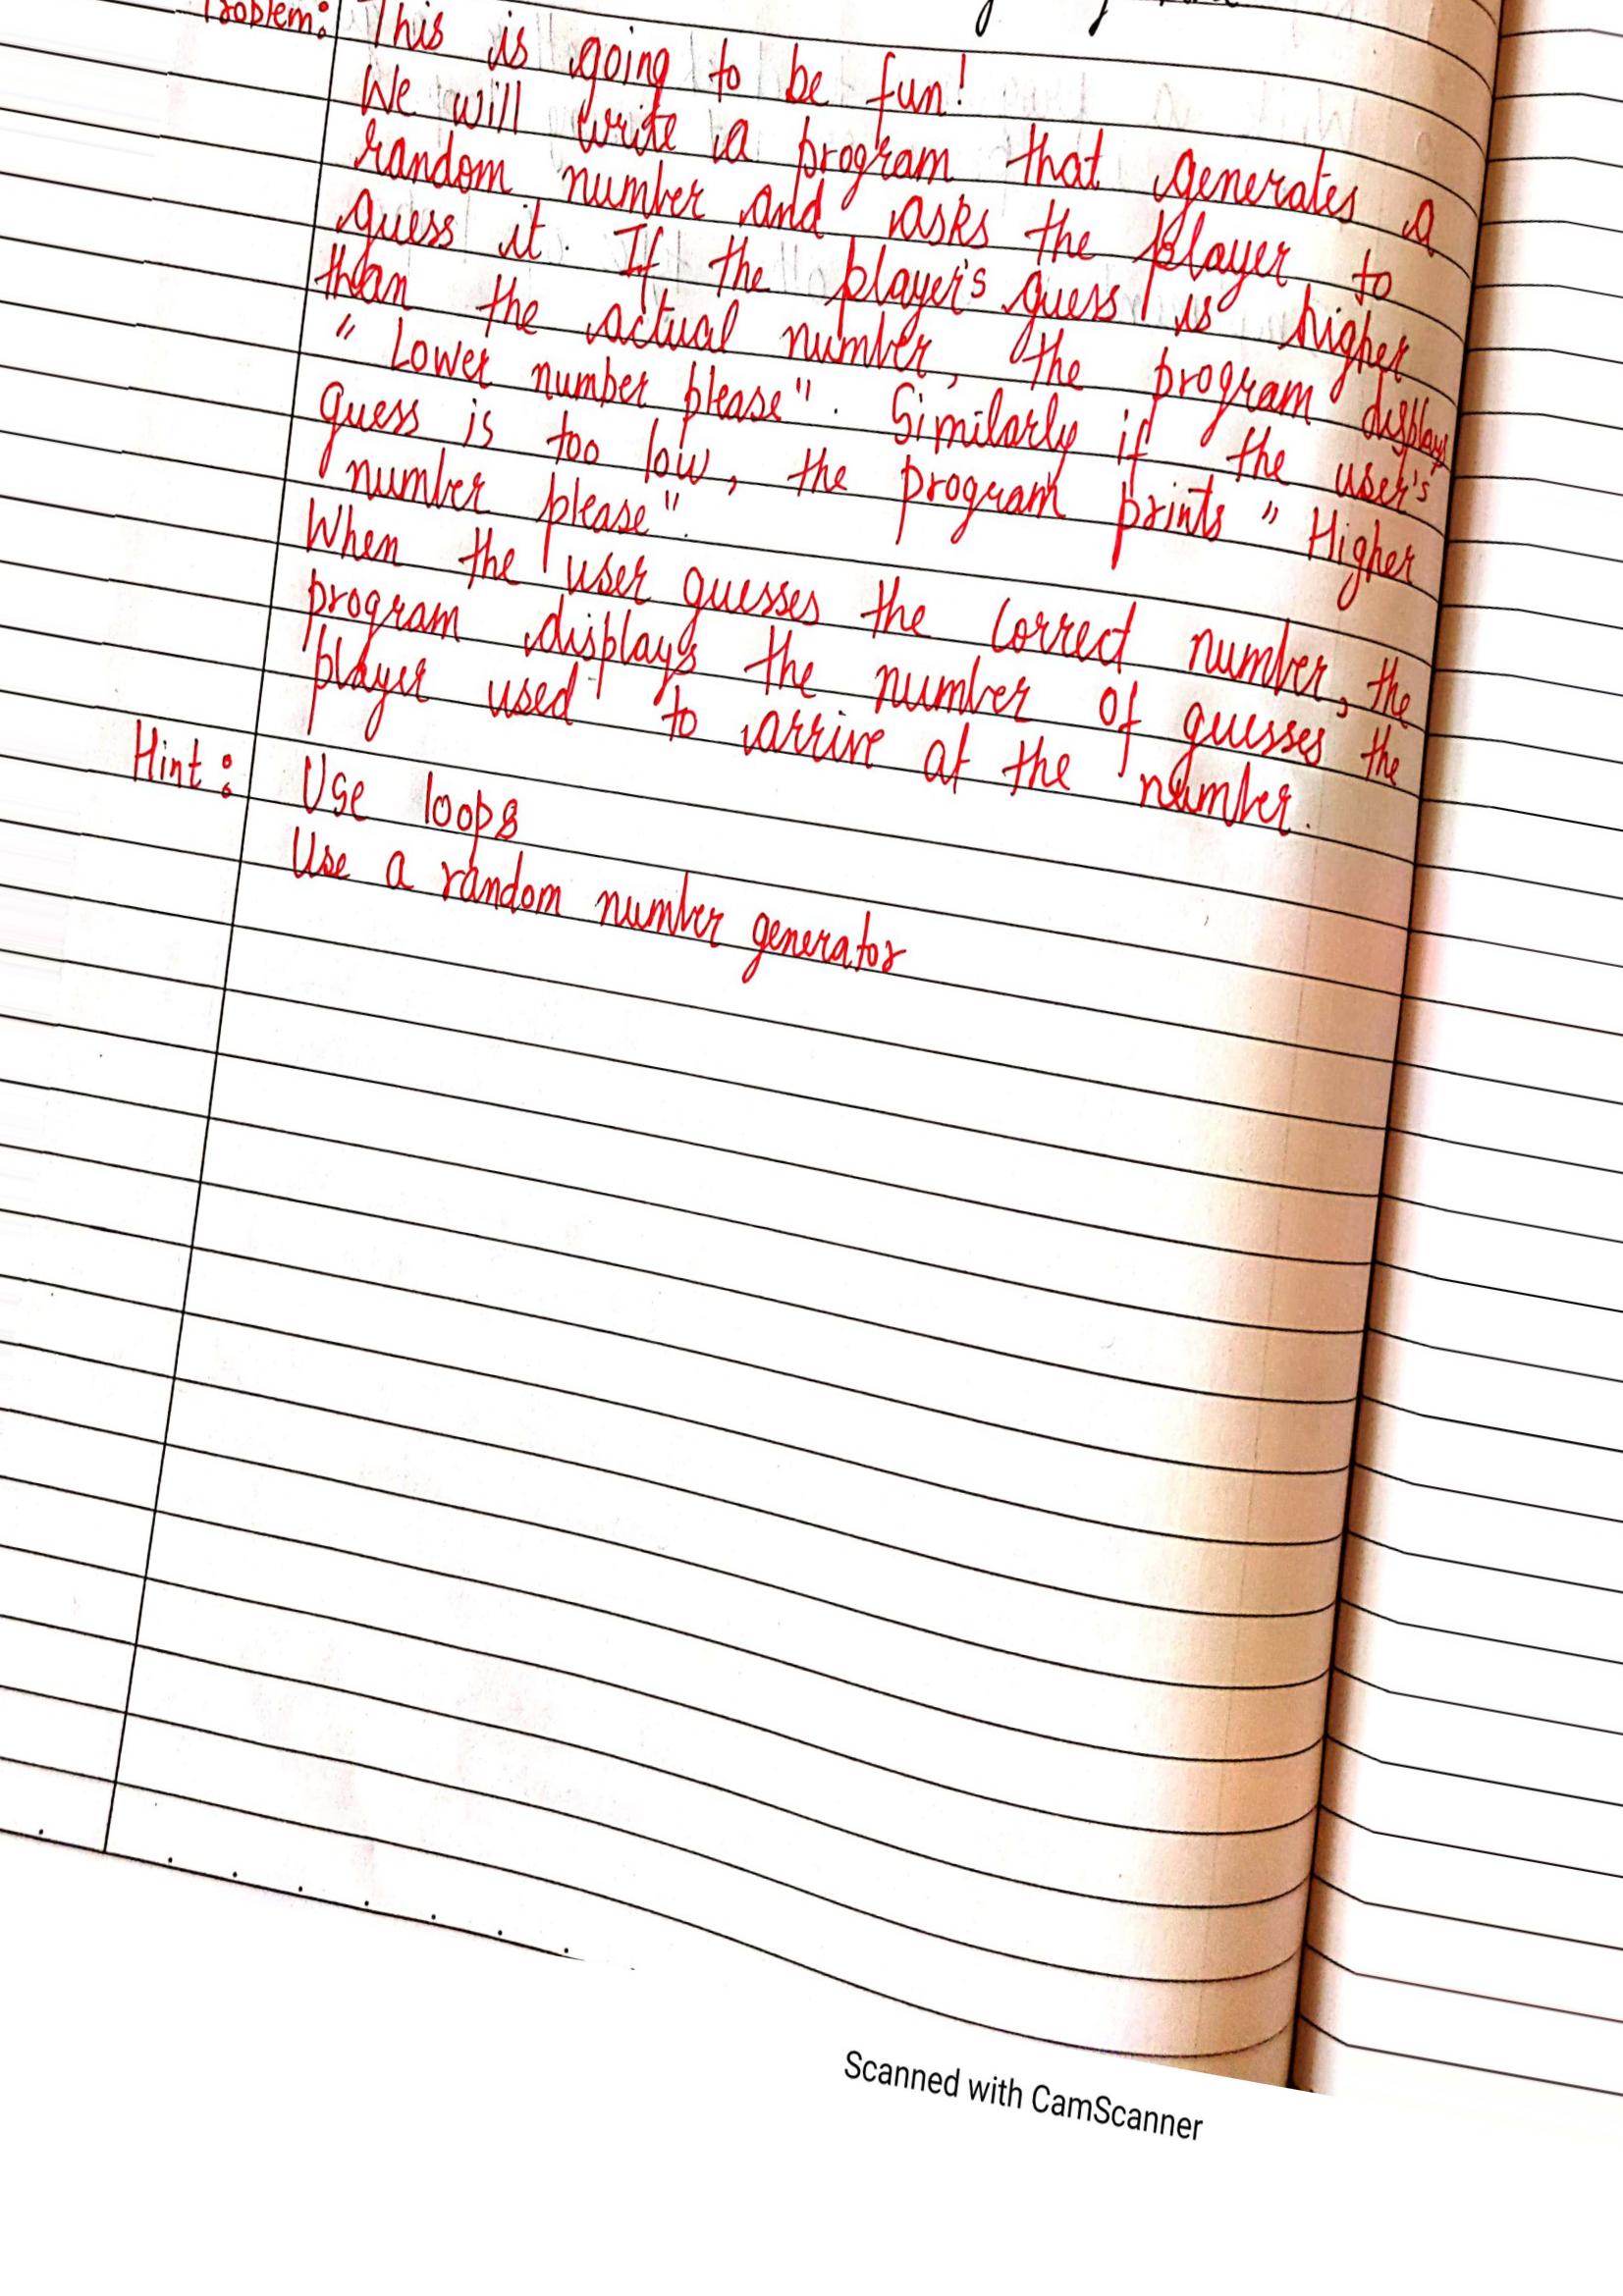 Problem: This is going to be fun!
We will write a program that generates a
random number and asks the player to
guess it. If the player's guess is higher
than the actual number, the program displays
" Lower number please". Similarly if the user's
guess is too low, the program prints " Higher
number please".
When the user guesses the correct number, the
program displays the number of guesses the
player used to arrive at the number.
Hint: Use loops
Use a random number generator
Scanned with CamScanner